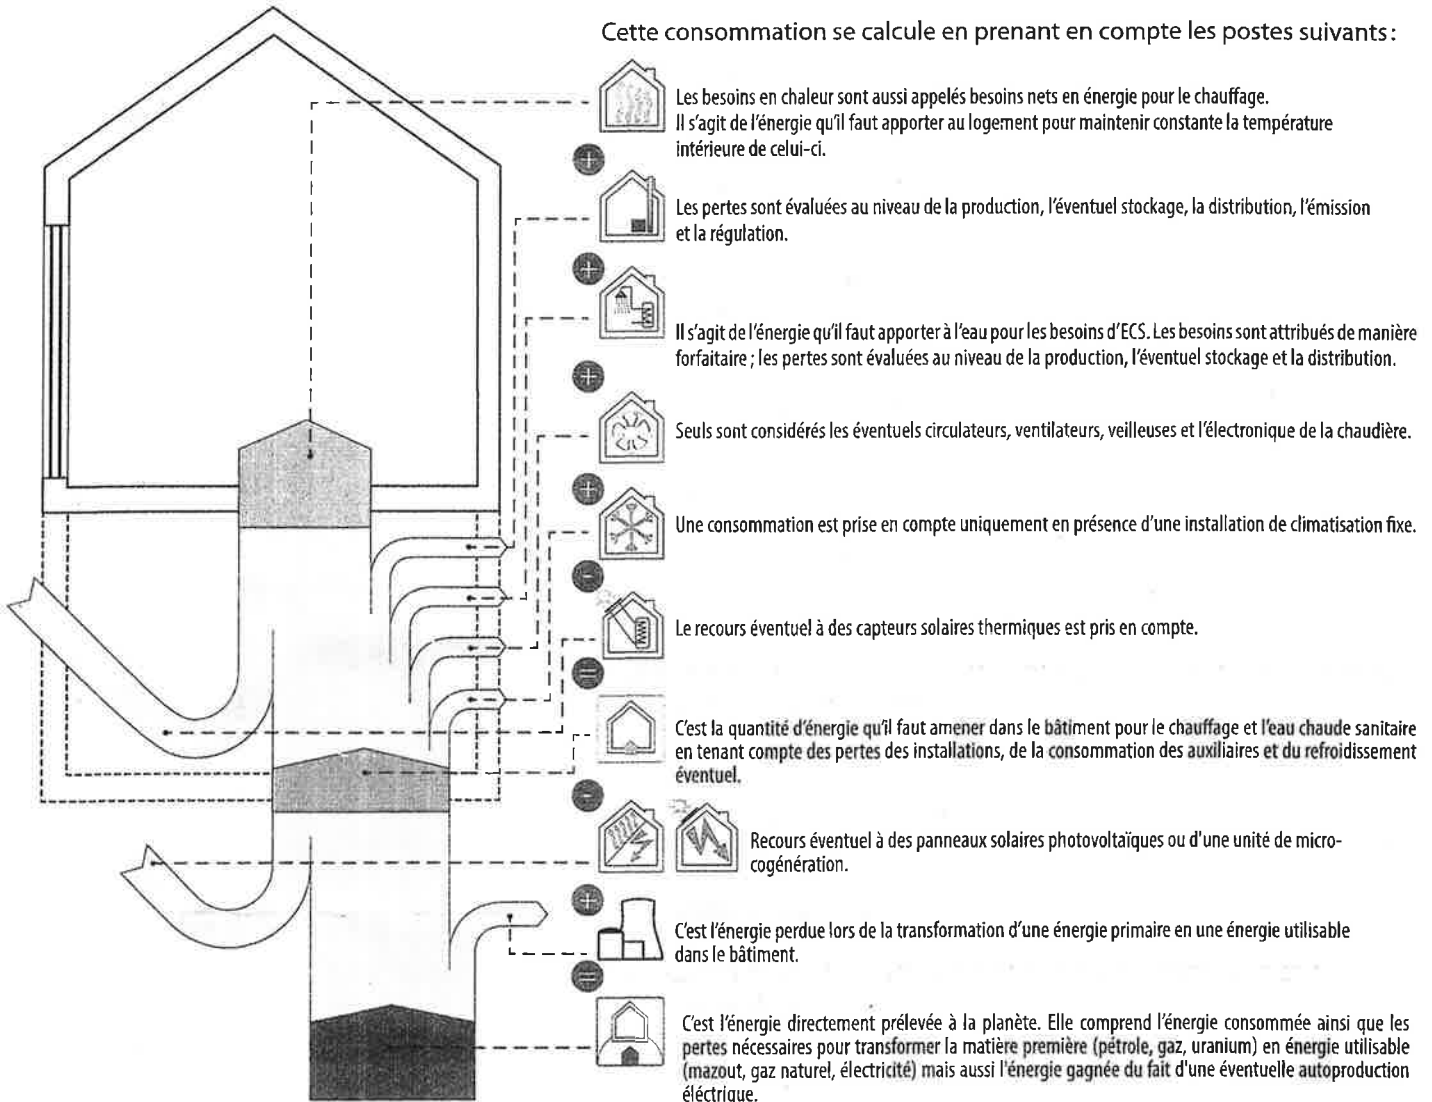 Cette consommation se calcule en prenant en compte les postes suivants :
Les besoins en chaleur sont aussi appelés besoins nets en énergie pour le chauffage.
Il s'agit de l'énergie qu'il faut apporter au logement pour maintenir constante la température
intérieure de celui-ci.
+
Les pertes sont évaluées au niveau de la production, l'éventuel stockage, la distribution, l'émission
et la régulation.
+
Il s'agit de l'énergie qu'il faut apporter à l'eau pour les besoins d'ECS. Les besoins sont attribués de manière
forfaitaire ; les pertes sont évaluées au niveau de la production, l'éventuel stockage et la distribution.
+
Seuls sont considérés les éventuels circulateurs, ventilateurs, veilleuses et l'électronique de la chaudière.
+
Une consommation est prise en compte uniquement en présence d'une installation de climatisation fixe.
-
Le recours éventuel à des capteurs solaires thermiques est pris en compte.
=
C'est la quantité d'énergie qu'il faut amener dans le bâtiment pour le chauffage et l'eau chaude sanitaire
en tenant compte des pertes des installations, de la consommation des auxiliaires et du refroidissement
éventuel.
-
Recours éventuel à des panneaux solaires photovoltaïques ou d'une unité de micro-
cogénération.
+
C'est l'énergie perdue lors de la transformation d'une énergie primaire en une énergie utilisable
dans le bâtiment.
=
C'est l'énergie directement prélevée à la planète. Elle comprend l'énergie consommée ainsi que les
pertes nécessaires pour transformer la matière première (pétrole, gaz, uranium) en énergie utilisable
(mazout, gaz naturel, électricité) mais aussi l'énergie gagnée du fait d'une éventuelle autoproduction
éléctrique.